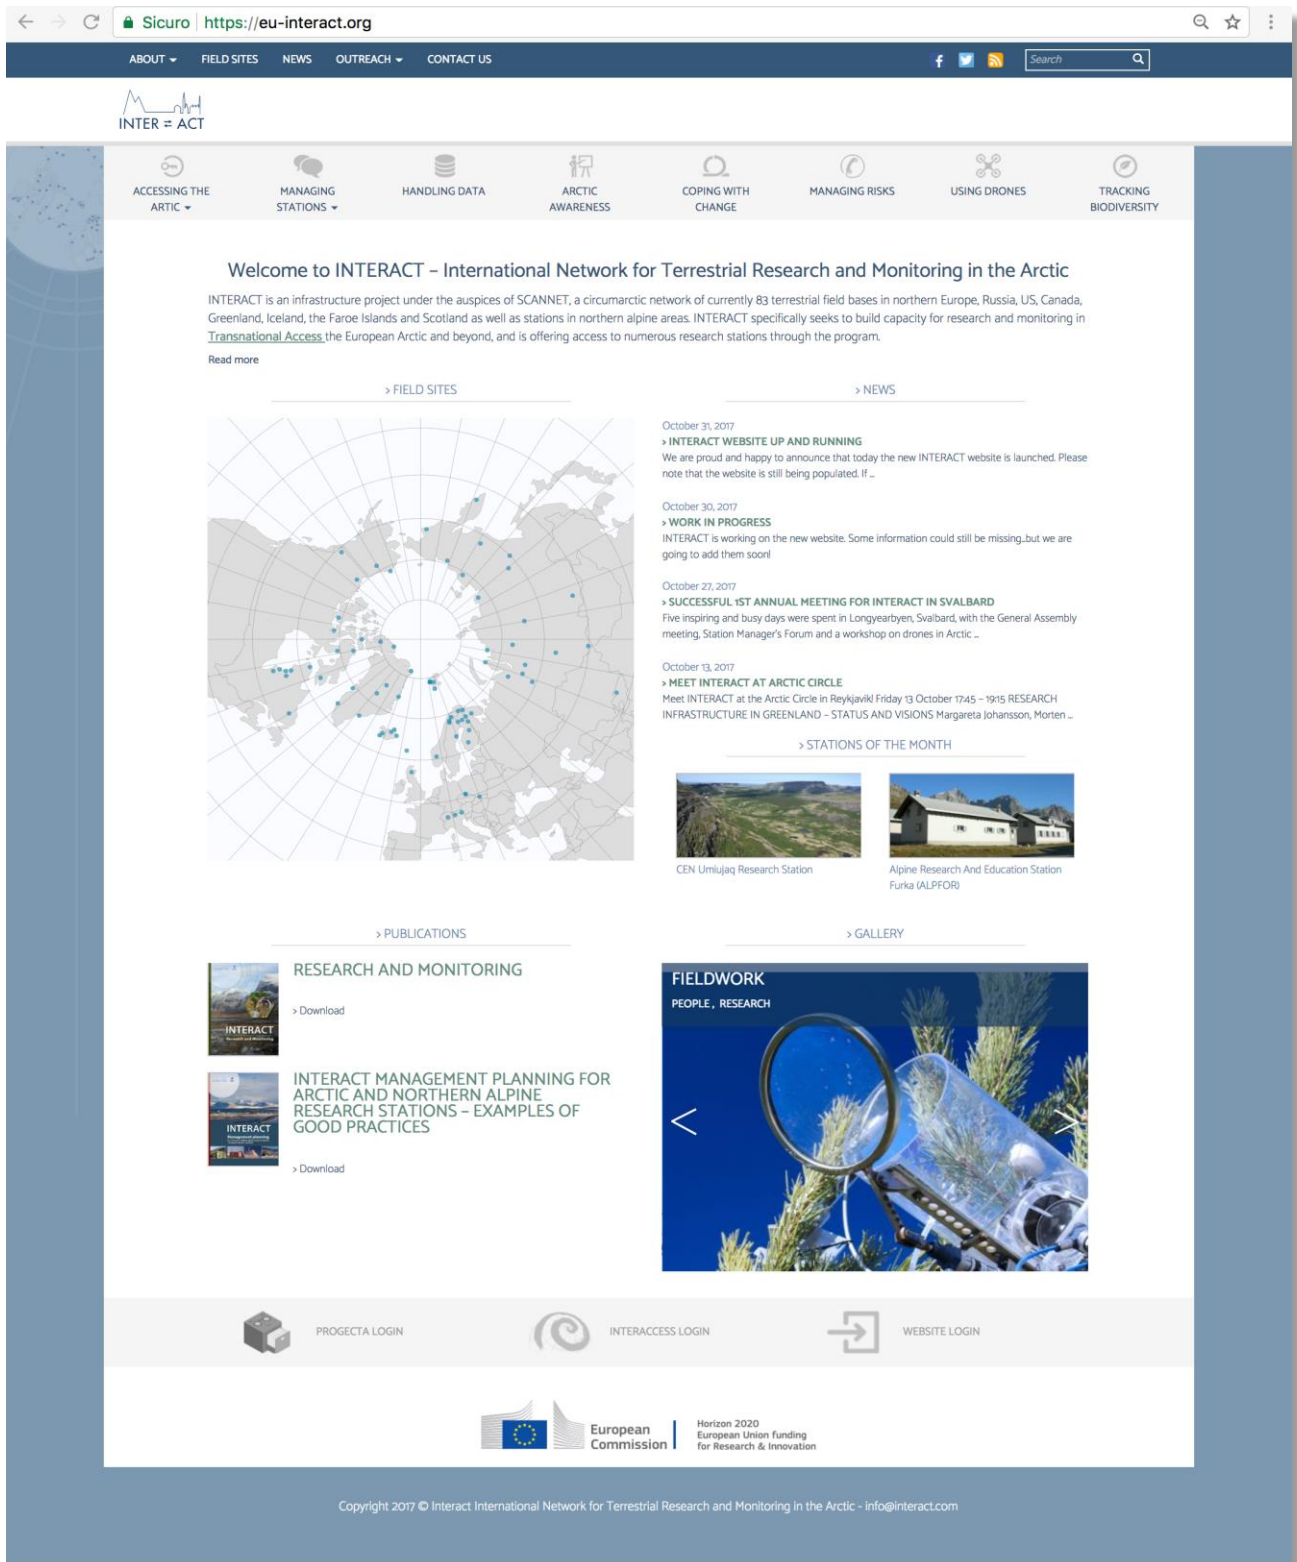 Sicuro https://eu-interact.org
ABOUT FIELD SITES NEWS OUTREACH CONTACT US
Search
INTER ⇄ ACT
ACCESSING THE ARTIC
MANAGING STATIONS
HANDLING DATA
ARCTIC AWARENESS
COPING WITH CHANGE
MANAGING RISKS
USING DRONES
TRACKING BIODIVERSITY
Welcome to INTERACT – International Network for Terrestrial Research and Monitoring in the Arctic
INTERACT is an infrastructure project under the auspices of SCANNET, a circumarctic network of currently 83 terrestrial field bases in northern Europe, Russia, US, Canada,
Greenland, Iceland, the Faroe Islands and Scotland as well as stations in northern alpine areas. INTERACT specifically seeks to build capacity for research and monitoring in
Transnational Access the European Arctic and beyond, and is offering access to numerous research stations through the program.
Read more
> FIELD SITES
> NEWS
October 31, 2017
> INTERACT WEBSITE UP AND RUNNING
We are proud and happy to announce that today the new INTERACT website is launched. Please
note that the website is still being populated. If ...
October 30, 2017
> WORK IN PROGRESS
INTERACT is working on the new website. Some information could still be missing...but we are
going to add them soon!
October 27, 2017
> SUCCESSFUL 1ST ANNUAL MEETING FOR INTERACT IN SVALBARD
Five inspiring and busy days were spent in Longyearbyen, Svalbard, with the General Assembly
meeting, Station Manager's Forum and a workshop on drones in Arctic ...
October 13, 2017
> MEET INTERACT AT ARCTIC CIRCLE
Meet INTERACT at the Arctic Circle in Reykjavik! Friday 13 October 17:45 – 19:15 RESEARCH
INFRASTRUCTURE IN GREENLAND – STATUS AND VISIONS Margareta Johansson, Morten ...
> STATIONS OF THE MONTH
CEN Umiujaq Research Station
Alpine Research And Education Station
Furka (ALPFOR)
> PUBLICATIONS
RESEARCH AND MONITORING
> Download
INTERACT
Research and Monitoring
INTERACT MANAGEMENT PLANNING FOR
ARCTIC AND NORTHERN ALPINE
RESEARCH STATIONS – EXAMPLES OF
GOOD PRACTICES
> Download
INTERACT
Management planning
> GALLERY
FIELDWORK
PEOPLE, RESEARCH
PROGECTA LOGIN
INTERACCESS LOGIN
WEBSITE LOGIN
European
Commission
Horizon 2020
European Union funding
for Research & Innovation
Copyright 2017 © Interact International Network for Terrestrial Research and Monitoring in the Arctic - info@interact.com